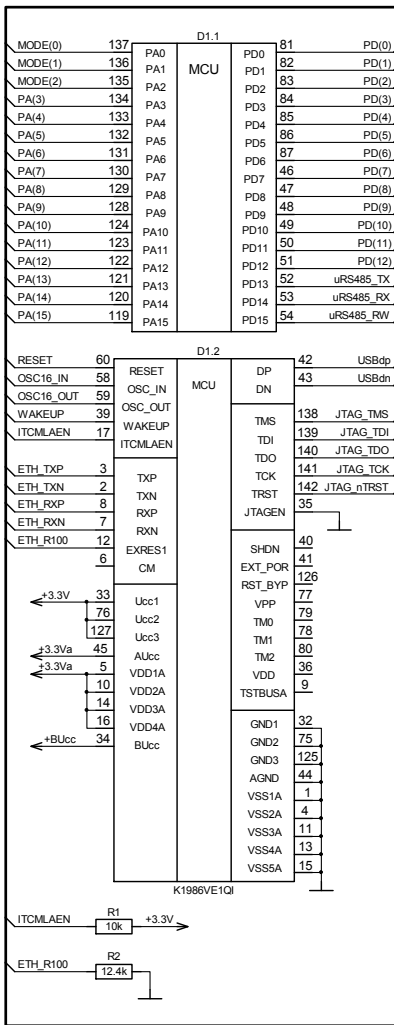 D1.1
MODE(0) 137 PA0 MCU PD0 81 PD(0)
MODE(1) 136 PA1 PD1 82 PD(1)
MODE(2) 135 PA2 PD2 83 PD(2)
PA(3) 134 PA3 PD3 84 PD(3)
PA(4) 133 PA4 PD4 85 PD(4)
PA(5) 132 PA5 PD5 86 PD(5)
PA(6) 131 PA6 PD6 87 PD(6)
PA(7) 130 PA7 PD7 46 PD(7)
PA(8) 129 PA8 PD8 47 PD(8)
PA(9) 128 PA9 PD9 48 PD(9)
PA(10) 124 PA10 PD10 49 PD(10)
PA(11) 123 PA11 PD11 50 PD(11)
PA(12) 122 PA12 PD12 51 PD(12)
PA(13) 121 PA13 PD13 52 uRS485_TX
PA(14) 120 PA14 PD14 53 uRS485_RX
PA(15) 119 PA15 PD15 54 uRS485_RW
D1.2
RESET 60 RESET MCU DP 42 USBdp
OSC16_IN 58 OSC_IN DN 43 USBdn
OSC16_OUT 59 OSC_OUT
WAKEUP 39 WAKEUP TMS 138 JTAG_TMS
ITCMLAEN 17 ITCMLAEN TDI 139 JTAG_TDI
TDO 140 JTAG_TDO
ETH_TXP 3 TXP TCK 141 JTAG_TCK
ETH_TXN 2 TXN TRST 142 JTAG_nTRST
ETH_RXP 8 RXP JTAGEN 35
ETH_RXN 7 RXN
ETH_R100 12 EXRES1 SHDN 40
6 CM EXT_POR 41
RST_BYP 126
+3.3V 33 Ucc1 VPP 77
76 Ucc2 TM0 79
127 Ucc3 TM1 78
+3.3Va 45 AUcc TM2 80
+3.3Va 5 VDD1A VDD 36
10 VDD2A TSTBUSA 9
14 VDD3A
16 VDD4A GND1 32
+BUcc 34 BUcc GND2 75
GND3 125
AGND 44
VSS1A 1
VSS2A 4
VSS3A 11
VSS4A 13
VSS5A 15
K1986VE1QI
ITCMLAEN R1 +3.3V
10k
ETH_R100 R2
12.4k